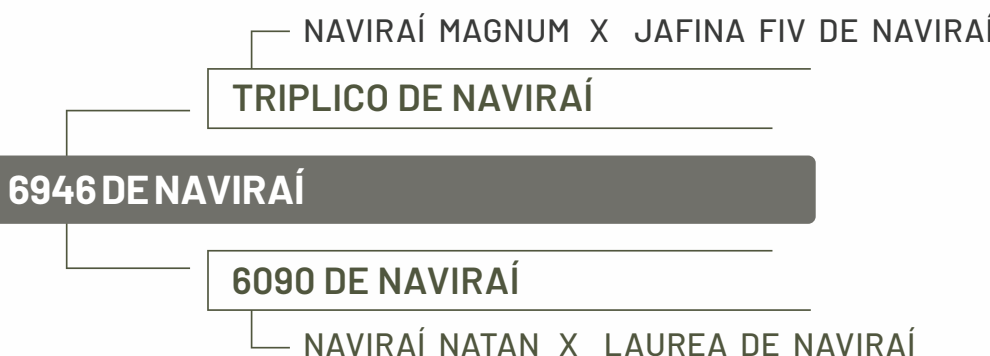 NAVIRAÍ MAGNUM X JAFINA FIV DE NAVIRAÍ
TRIPLICO DE NAVIRAÍ
6946 DE NAVIRAÍ
6090 DE NAVIRAÍ
NAVIRAÍ NATAN X LAUREA DE NAVIRAÍ